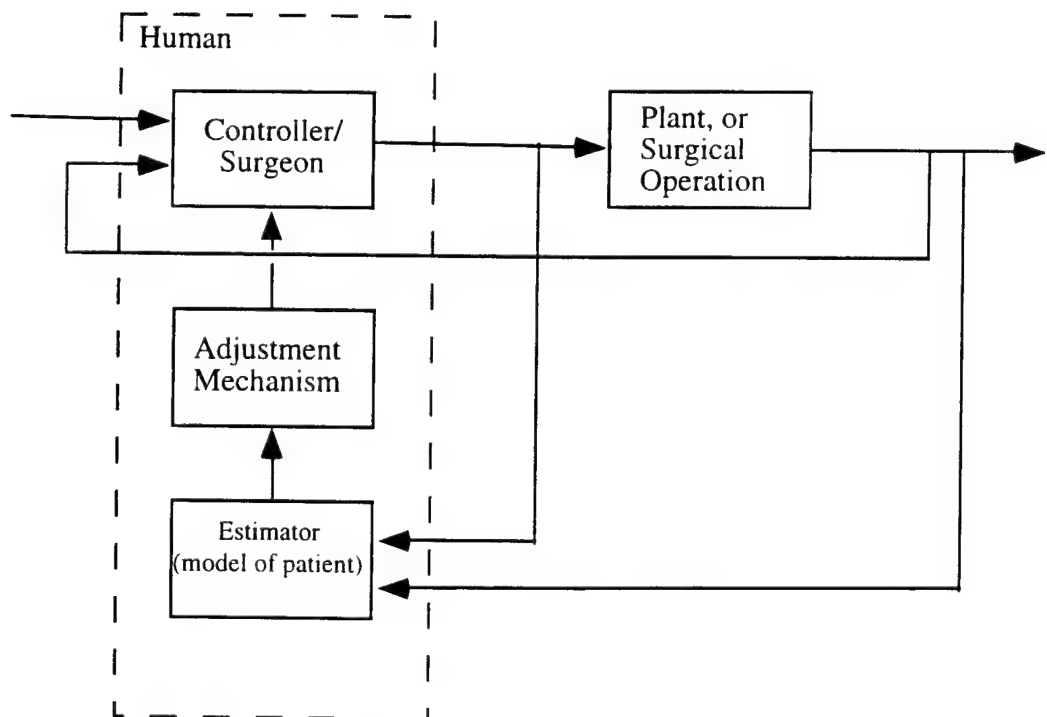 Human
Controller/
Surgeon
Plant, or
Surgical
Operation
Adjustment
Mechanism
Estimator
(model of patient)